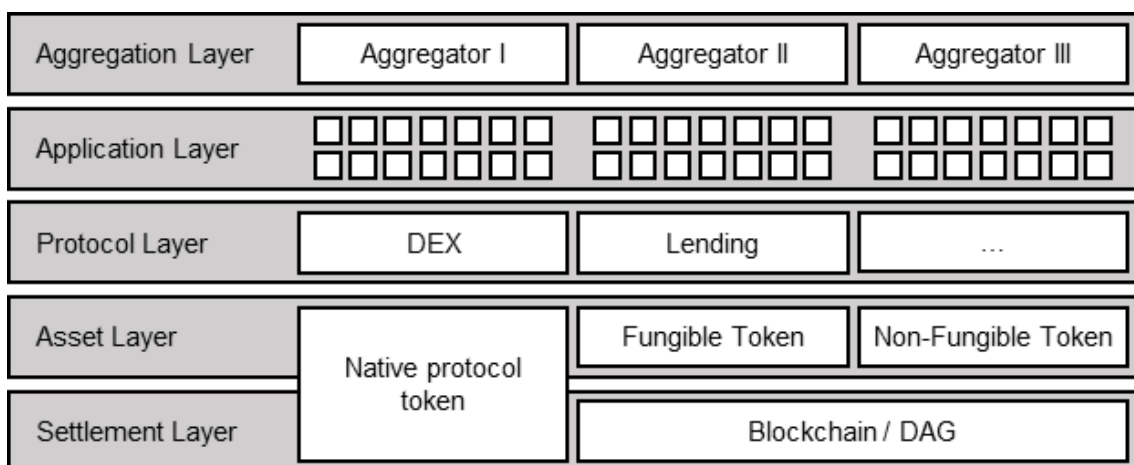 Aggregation Layer
Aggregator I
Aggregator II
Aggregator III
Application Layer
Protocol Layer
DEX
Lending
...
Asset Layer
Native protocol
token
Fungible Token
Non-Fungible Token
Settlement Layer
Blockchain / DAG